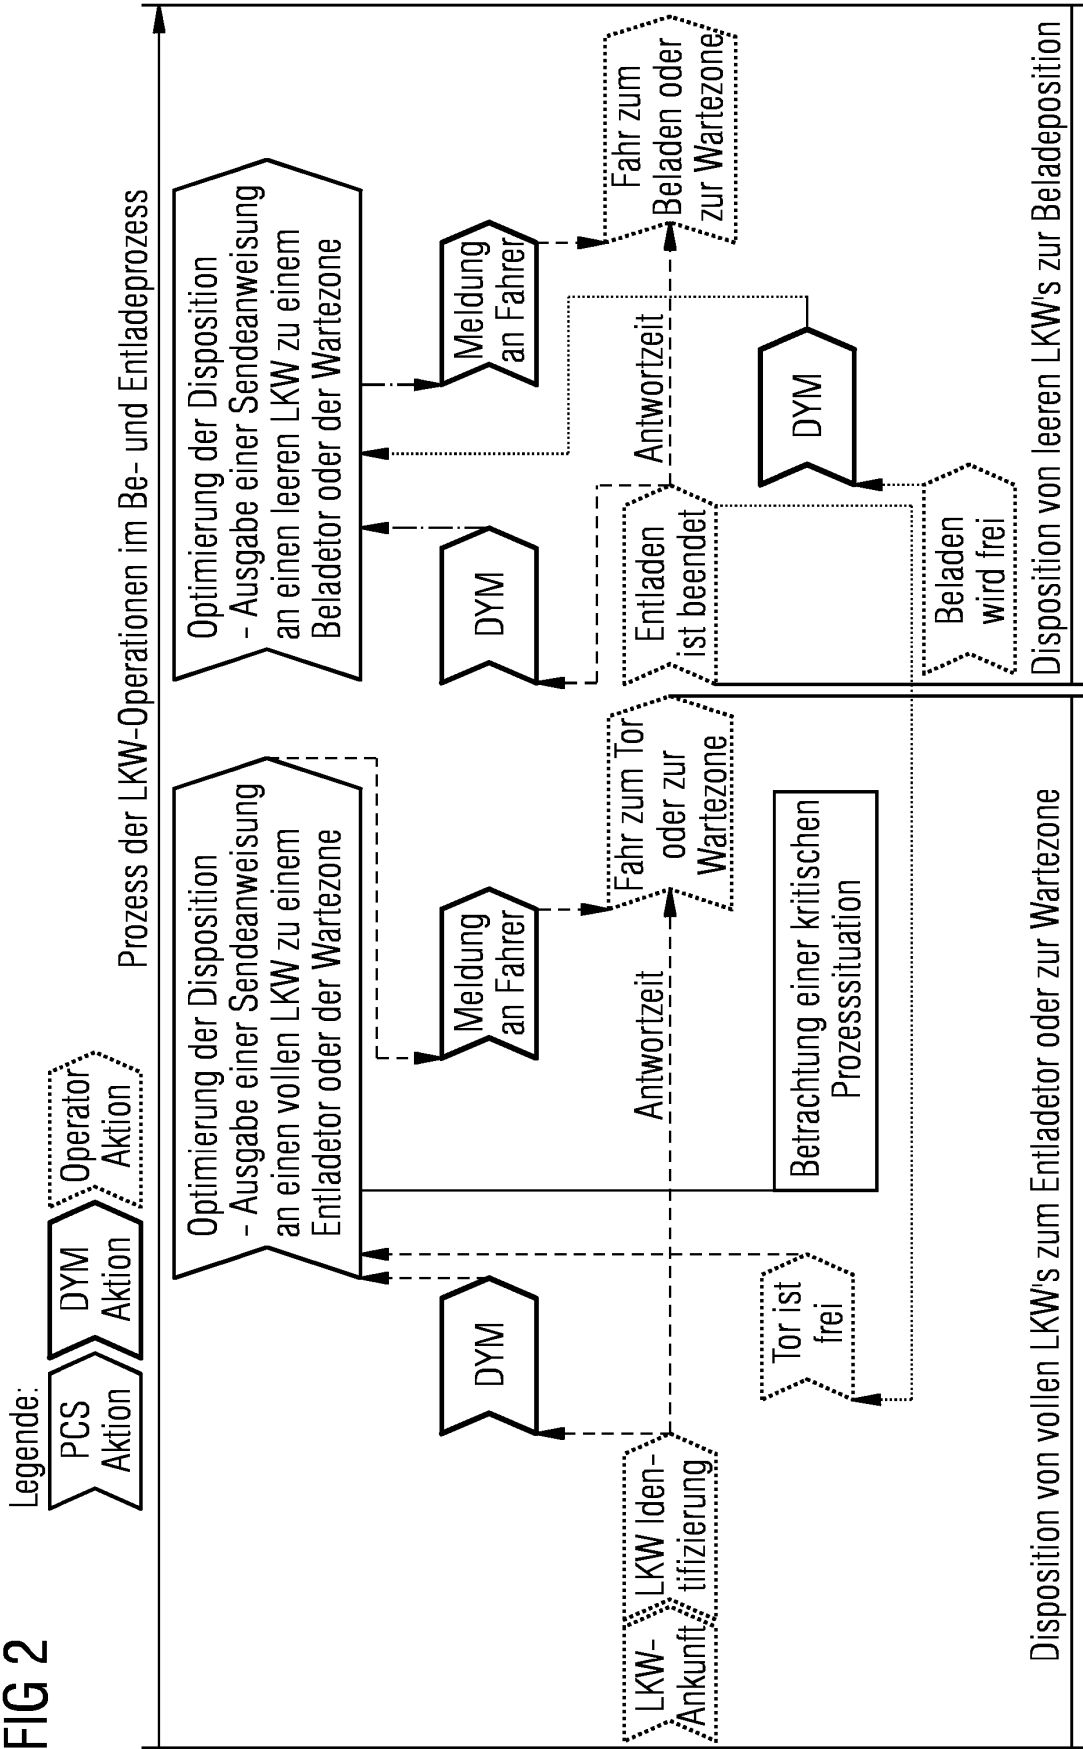 FIG 2
Legende:
PCS
Aktion
DYM
Aktion
Operator
Aktion
Prozess der LKW-Operationen im Be- und Entladeprozess
Optimierung der Disposition
- Ausgabe einer Sendeanweisung
an einen vollen LKW zu einem
Entladetor oder der Wartezone
Optimierung der Disposition
- Ausgabe einer Sendeanweisung
an einen leeren LKW zu einem
Beladetor oder der Wartezone
DYM
Meldung
an Fahrer
DYM
Meldung
an Fahrer
LKW-
Ankunft
LKW Iden-
tifizierung
Antwortzeit
Fahr zum Tor
oder zur
Wartezone
Entladen
ist beendet
Antwortzeit
Fahr zum
Beladen oder
zur Wartezone
Tor ist
frei
Betrachtung einer kritischen
Prozesssituation
DYM
Beladen
wird frei
Disposition von vollen LKW's zum Entladetor oder zur Wartezone
Disposition von leeren LKW's zur Beladeposition